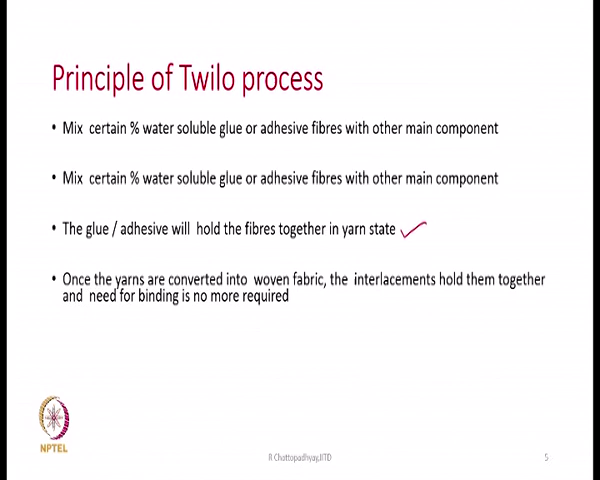 Principle of Twilo process
• Mix certain % water soluble glue or adhesive fibres with other main component
• Mix certain % water soluble glue or adhesive fibres with other main component
• The glue / adhesive will hold the fibres together in yarn state
• Once the yarns are converted into woven fabric, the interlacements hold them together
and need for binding is no more required
NPTEL
R Chattopadhyay,IITD
5